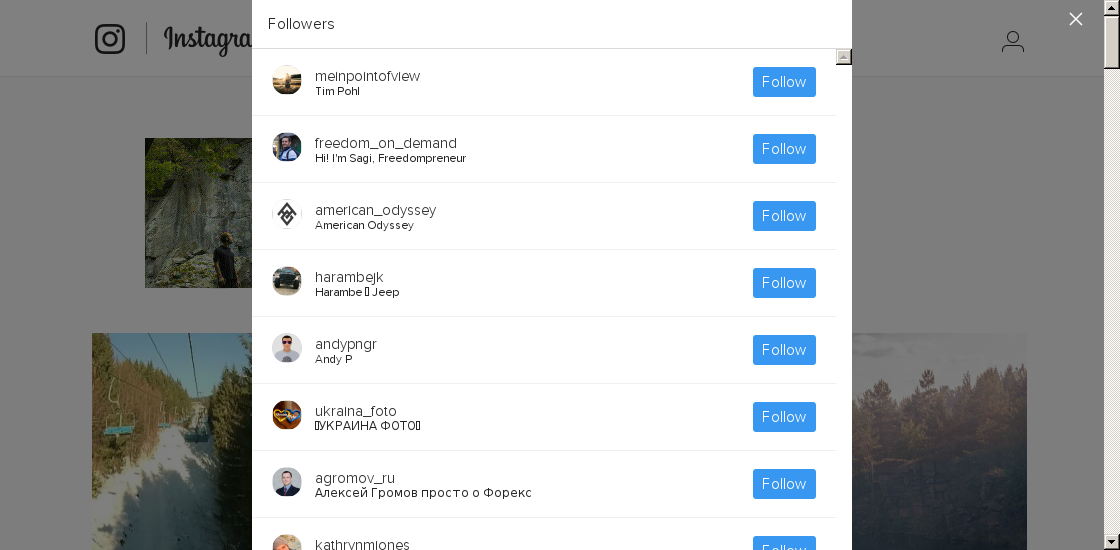 Instagra
Followers
meinpointofview
Tim Pohl
Follow
freedom_on_demand
Hi! I'm Sagi, Freedompreneur
Follow
american_odyssey
American Odyssey
Follow
harambejk
Harambe Jeep
Follow
andypngr
Andy P
Follow
ukraina_foto
УКРАИНА ФОТО
Follow
agromov_ru
Алексей Громов просто о Форекс
Follow
kathrynmjones
Follow